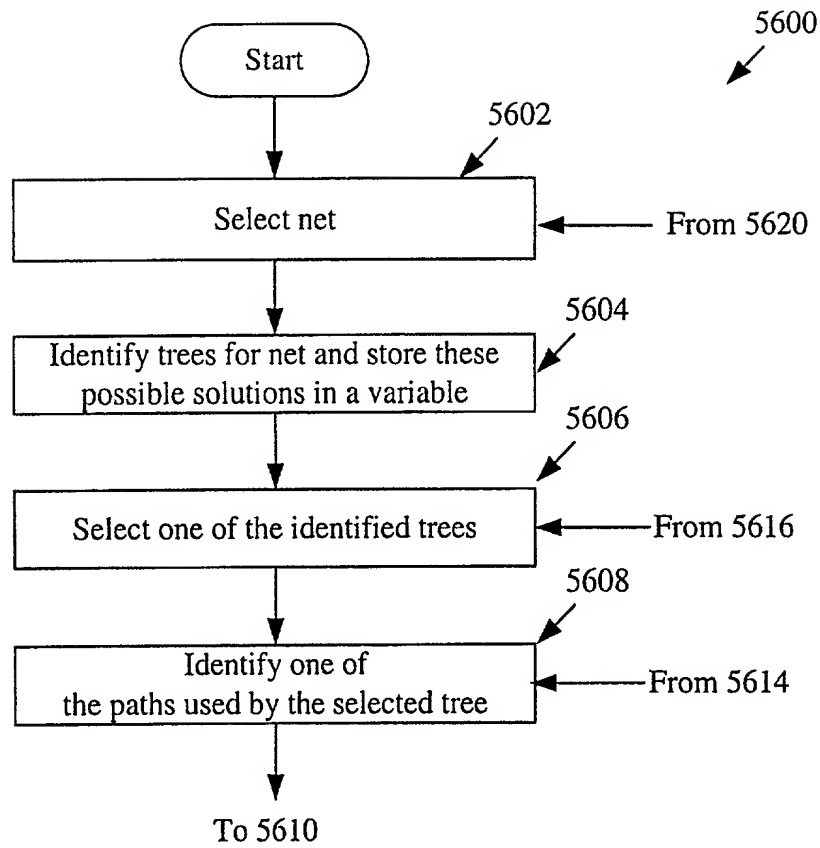 Start
5600
5602
Select net
From 5620
5604
Identify trees for net and store these
possible solutions in a variable
5606
Select one of the identified trees
From 5616
5608
Identify one of
the paths used by the selected tree
From 5614
To 5610